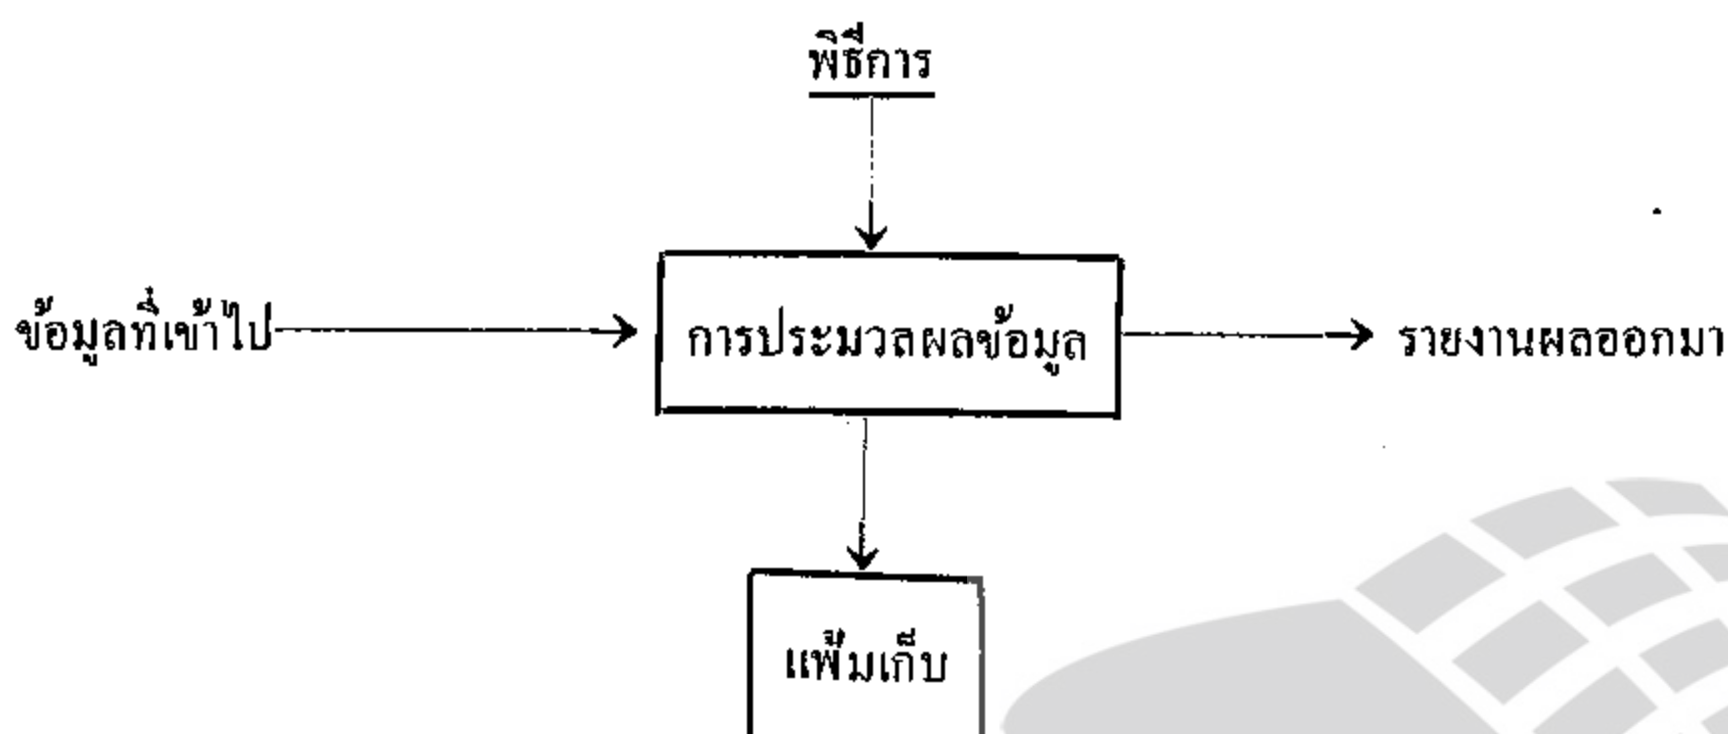 พิธีการ
ข้อมูลที่เข้าไป
การประมวลผลข้อมูล
รายงานผลออกมา
แฟ้มเก็บ